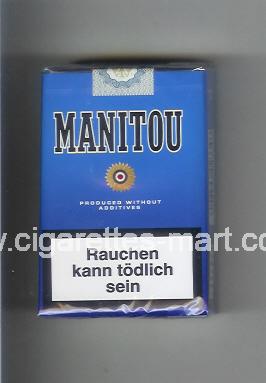 MANITOU
PRODUCED WITHOUT
ADDITIVES
www.cigarettes-mart.com
Rauchen
kann tödlich
sein